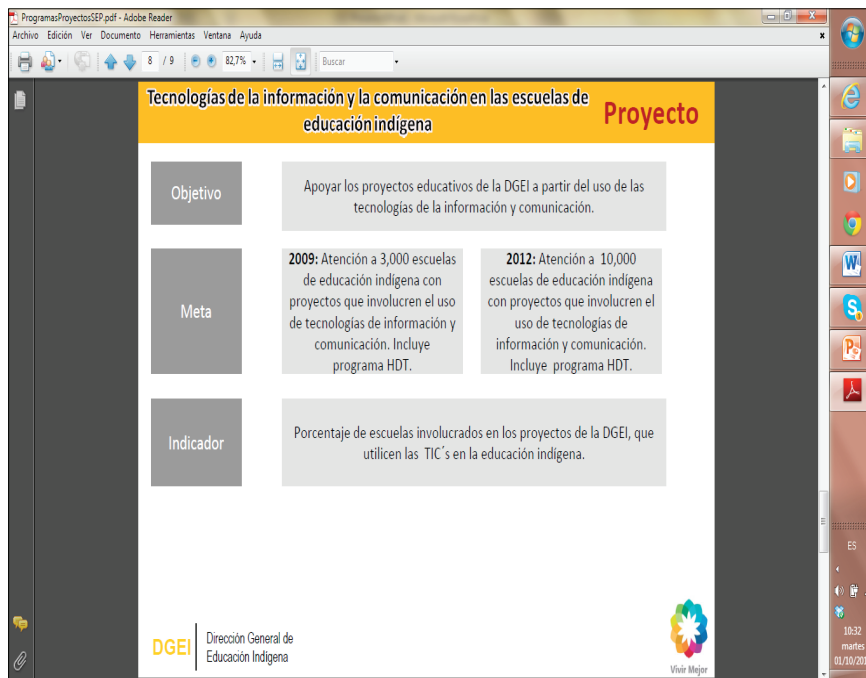 ProgramasProyectosSEP.pdf - Adobe Reader
Archivo Edición Ver Documento Herramientas Ventana Ayuda
8 / 9 82,7% Buscar
Tecnologías de la información y la comunicación en las escuelas de
educación indígena
Proyecto
Objetivo
Apoyar los proyectos educativos de la DGEI a partir del uso de las
tecnologías de la información y comunicación.
Meta
2009: Atención a 3,000 escuelas
de educación indígena con
proyectos que involucren el uso
de tecnologías de información y
comunicación. Incluye
programa HDT.
2012: Atención a 10,000
escuelas de educación indígena
con proyectos que involucren el
uso de tecnologías de
información y comunicación.
Incluye programa HDT.
Indicador
Porcentaje de escuelas involucrados en los proyectos de la DGEI, que
utilicen las TIC´s en la educación indígena.
DGEI
Dirección General de
Educación Indígena
Vivir Mejor
ES
10:32
martes
01/10/201